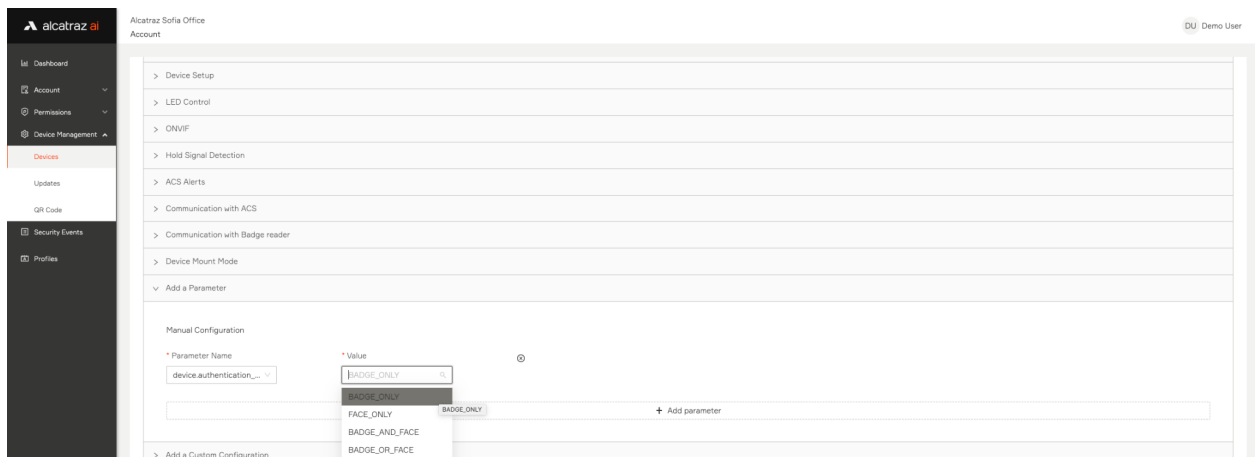 alcatraz ai
Alcatraz Sofia Office
Account
DU Demo User
Dashboard
Account
Permissions
Device Management
Devices
Updates
QR Code
Security Events
Profiles
Device Setup
LED Control
ONVIF
Hold Signal Detection
ACS Alerts
Communication with ACS
Communication with Badge reader
Device Mount Mode
Add a Parameter
Manual Configuration
* Parameter Name
device.authentication_...
* Value
BADGE_ONLY
BADGE_ONLY
BADGE_ONLY
FACE_ONLY
BADGE_AND_FACE
BADGE_OR_FACE
+ Add parameter
Add a Custom Configuration